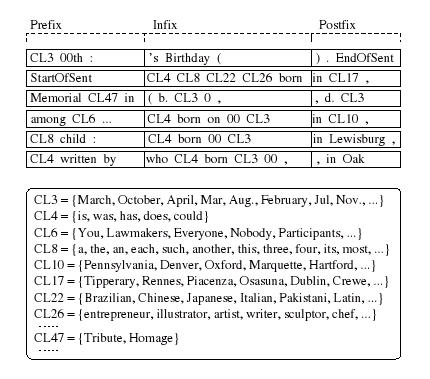 Prefix Infix Postfix
CL3 00th : 's Birthday ( ) . EndOfSent
StartOfSent CL4 CL8 CL22 CL26 born in CL17 ,
Memorial CL47 in ( b. CL3 0 , , d. CL3
among CL6 ... CL4 born on 00 CL3 in CL10 ,
CL8 child : CL4 born 00 CL3 in Lewisburg ,
CL4 written by who CL4 born CL3 00 , , in Oak
CL3 = {March, October, April, Mar, Aug., February, Jul, Nov., ...}
CL4 = {is, was, has, does, could}
CL6 = {You, Lawmakers, Everyone, Nobody, Participants, ...}
CL8 = {a, the, an, each, such, another, this, three, four, its, most, ...}
CL10 = {Pennsylvania, Denver, Oxford, Marquette, Hartford, ...}
CL17 = {Tipperary, Rennes, Piacenza, Osasuna, Dublin, Crewe, ...}
CL22 = {Brazilian, Chinese, Japanese, Italian, Pakistani, Latin, ...}
CL26 = {entrepreneur, illustrator, artist, writer, sculptor, chef, ...}
.....
CL47 = {Tribute, Homage}
.....